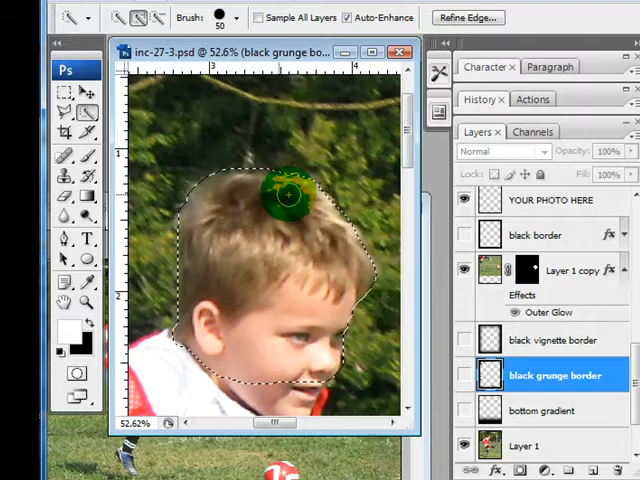 Brush: 50 Sample All Layers Auto-Enhance Refine Edge...
Ps
inc-27-3.psd @ 52.6% (black grunge bo...
3 4
1
2
52.62%
Character Paragraph
History Actions
Layers Channels
Normal Opacity: 100%
Lock: Fill: 100%
YOUR PHOTO HERE
black border fx
Layer 1 copy fx
Effects
Outer Glow
black vignette border
black grunge border
bottom gradient
Layer 1
fx